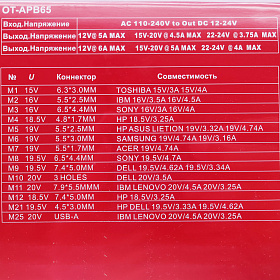 OT-APB65
Вход.Напряжение AC 110-240V to Out DC 12-24V
Выход.Напряжение 12V@5A MAX 15V-20V@4.5A MAX 22-24V@3.75A MAX
Выход.Напряжение 12V@6A MAX 15V-20V@5A MAX 22-24V@4A MAX
U Коннектор Совместимость
M1 15V 6.3*3.0MM TOSHIBA 15V/3A 15V/4A
M2 16V 5.5*2.5MM IBM 16V/3.5A 16V/4.5A
M3 16V 6.5*4.4MM SONY 16V/4A
M4 18.5V 4.8*1.7MM HP 18.5V/3.25A
M5 19V 5.5*2.5MM HP ASUS LIETION 19V/3.32A 19V/4.74A
M6 19V 5.5*3.0MM SAMSUNG 19V/4.74A 19V/3.16A
M7 19V 5.5*1.7MM ACER 19V/4.74A
M8 19.5V 6.5*4.4MM SONY 19.5V/4.7A
M9 19.5V 7.4*5.0MM DELL 19.5V/4.62A 19.5V/3.34A
M10 20V 3 HOLES DELL 20V/3.5A
M11 20V 7.9*5.5MM IBM LENOVO 20V/4.5A 20V/3.25A
M12 18.5V 7.4*5.0MM HP 18.5V/3.25A
M21 19.5V 4.5*3.0MM HP DELL 19.5V/3.33A 19.5V/4.62A
M25 20V USB-A IBM LENOVO 20V/4.5A 20V/3.25A